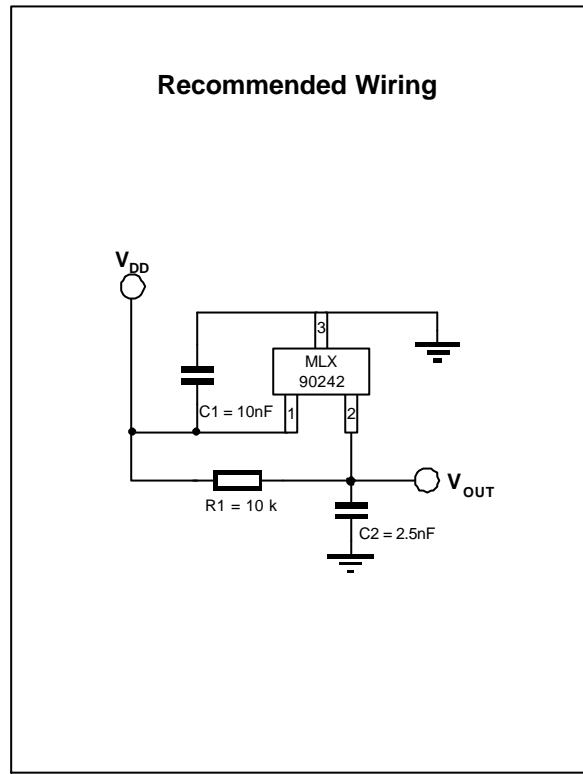 Recommended Wiring
VDD
3
MLX
90242
C1 = 10nF
1
2
R1 = 10 k
VOUT
C2 = 2.5nF